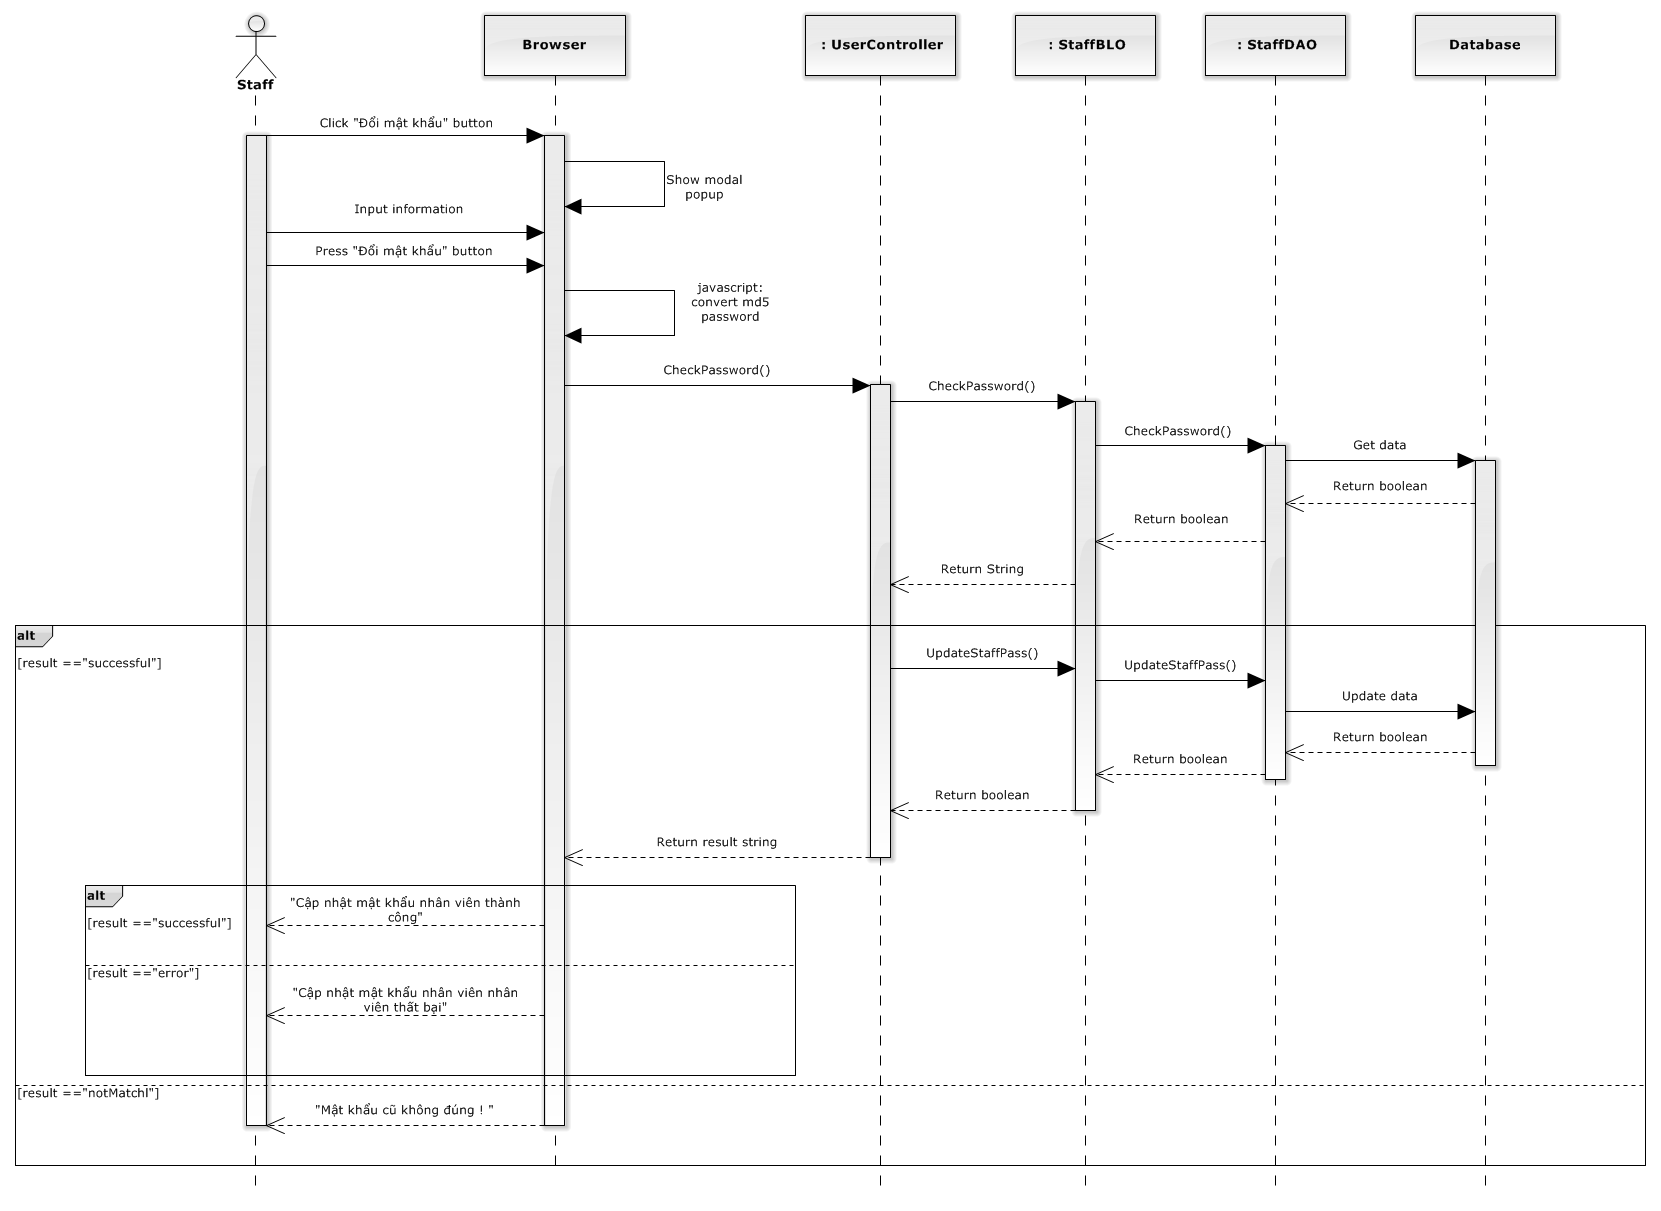 Staff
Browser
: UserController
: StaffBLO
: StaffDAO
Database
Click "Đổi mật khẩu" button
Show modal
popup
Input information
Press "Đổi mật khẩu" button
javascript:
convert md5
password
CheckPassword()
CheckPassword()
CheckPassword()
Get data
Return boolean
Return boolean
Return String
alt
[result =="successful"]
UpdateStaffPass()
UpdateStaffPass()
Update data
Return boolean
Return boolean
Return boolean
Return result string
alt
[result =="successful"]
"Cập nhật mật khẩu nhân viên thành
công"
[result =="error"]
"Cập nhật mật khẩu nhân viên nhân
viên thất bại"
[result =="notMatchl"]
"Mật khẩu cũ không đúng ! "